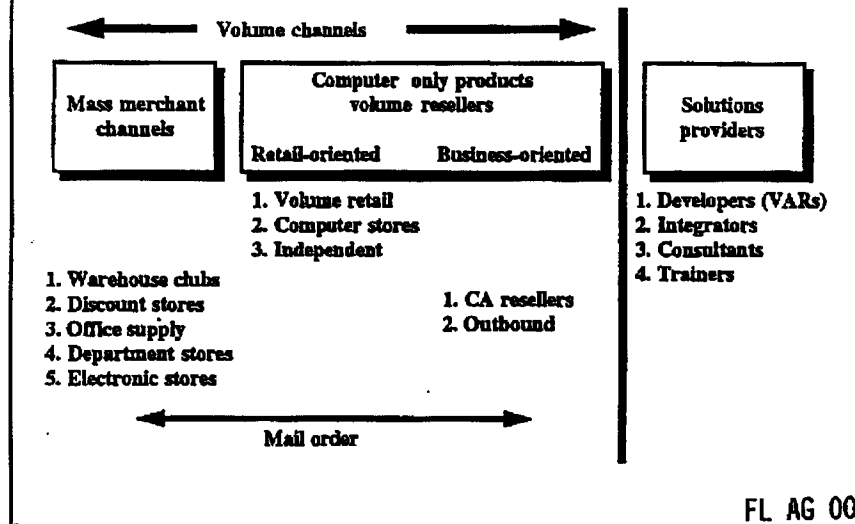 Volume channels
Mass merchant
channels
Computer only products
volume resellers
Retail-oriented Business-oriented
Solutions
providers
1. Volume retail
2. Computer stores
3. Independent
1. Developers (VARs)
2. Integrators
3. Consultants
4. Trainers
1. Warehouse clubs
2. Discount stores
3. Office supply
4. Department stores
5. Electronic stores
1. CA resellers
2. Outbound
Mail order
FL AG 00